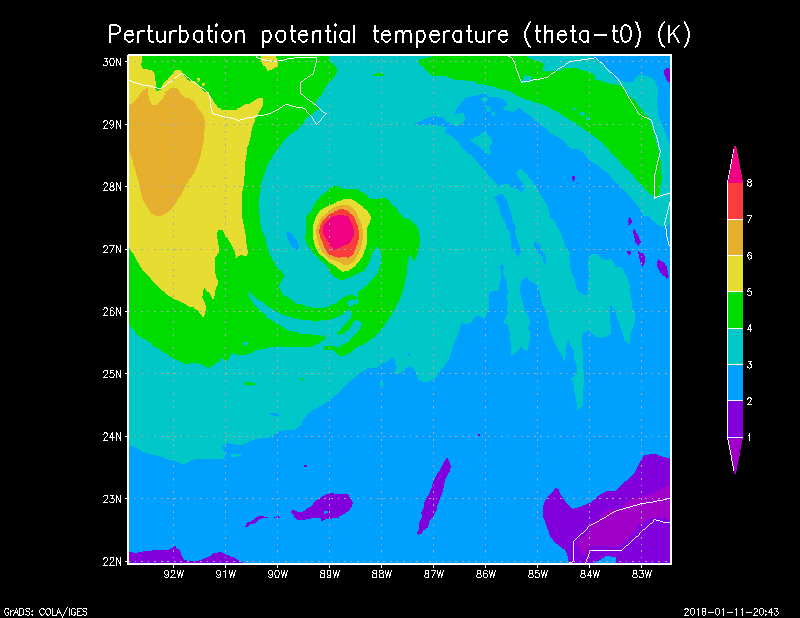 Perturbation potential temperature (theta-t0) (K)
30N
29N
28N
27N
26N
25N
24N
23N
22N
92W 91W 90W 89W 88W 87W 86W 85W 84W 83W
8
7
6
5
4
3
2
1
GrADS: COLA/IGES 2018-01-11-20:43